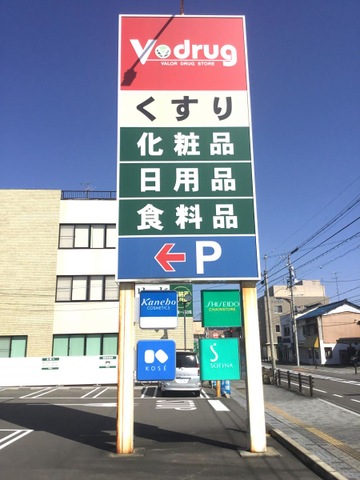 V drug
VALOR DRUG STORE
くすり
化粧品
日用品
食料品
← P
Kanebo
COSMETICS
SHISEIDO
CHAINSTORE
KOSÉ
SOFINA